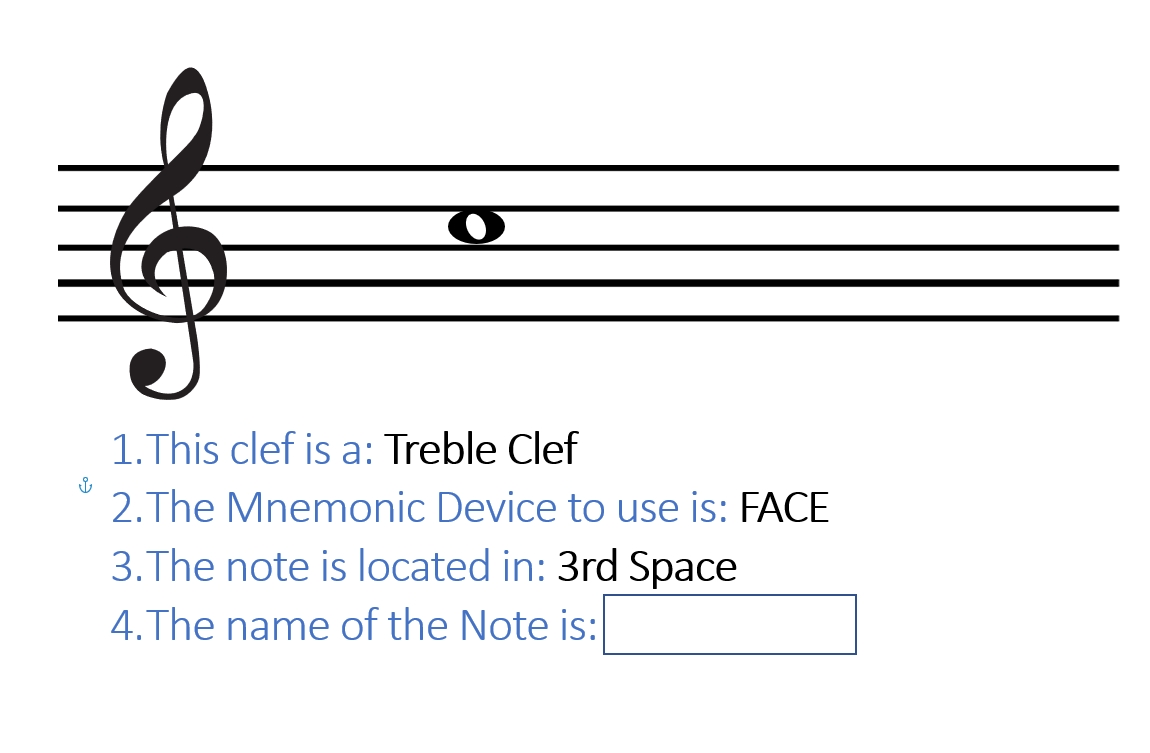 1.This clef is a: Treble Clef
2.The Mnemonic Device to use is: FACE
3.The note is located in: 3rd Space
4.The name of the Note is: